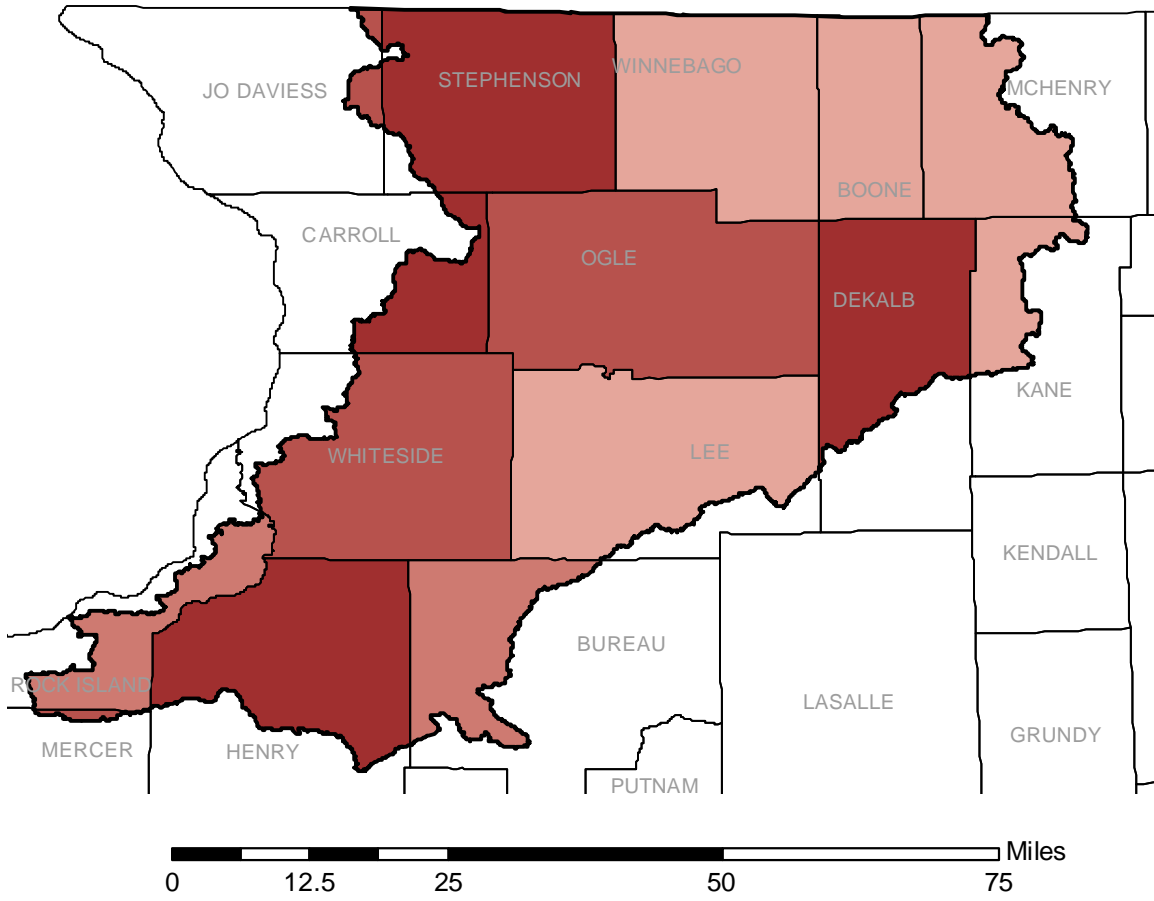 STEPHENSON
WINNEBAGO
JO DAVIESS
MCHENRY
BOONE
CARROLL
OGLE
DEKALB
KANE
WHITESIDE
LEE
KENDALL
BUREAU
ROCK ISLAND
LASALLE
MERCER
HENRY
GRUNDY
PUTNAM
Miles
0 12.5 25 50 75